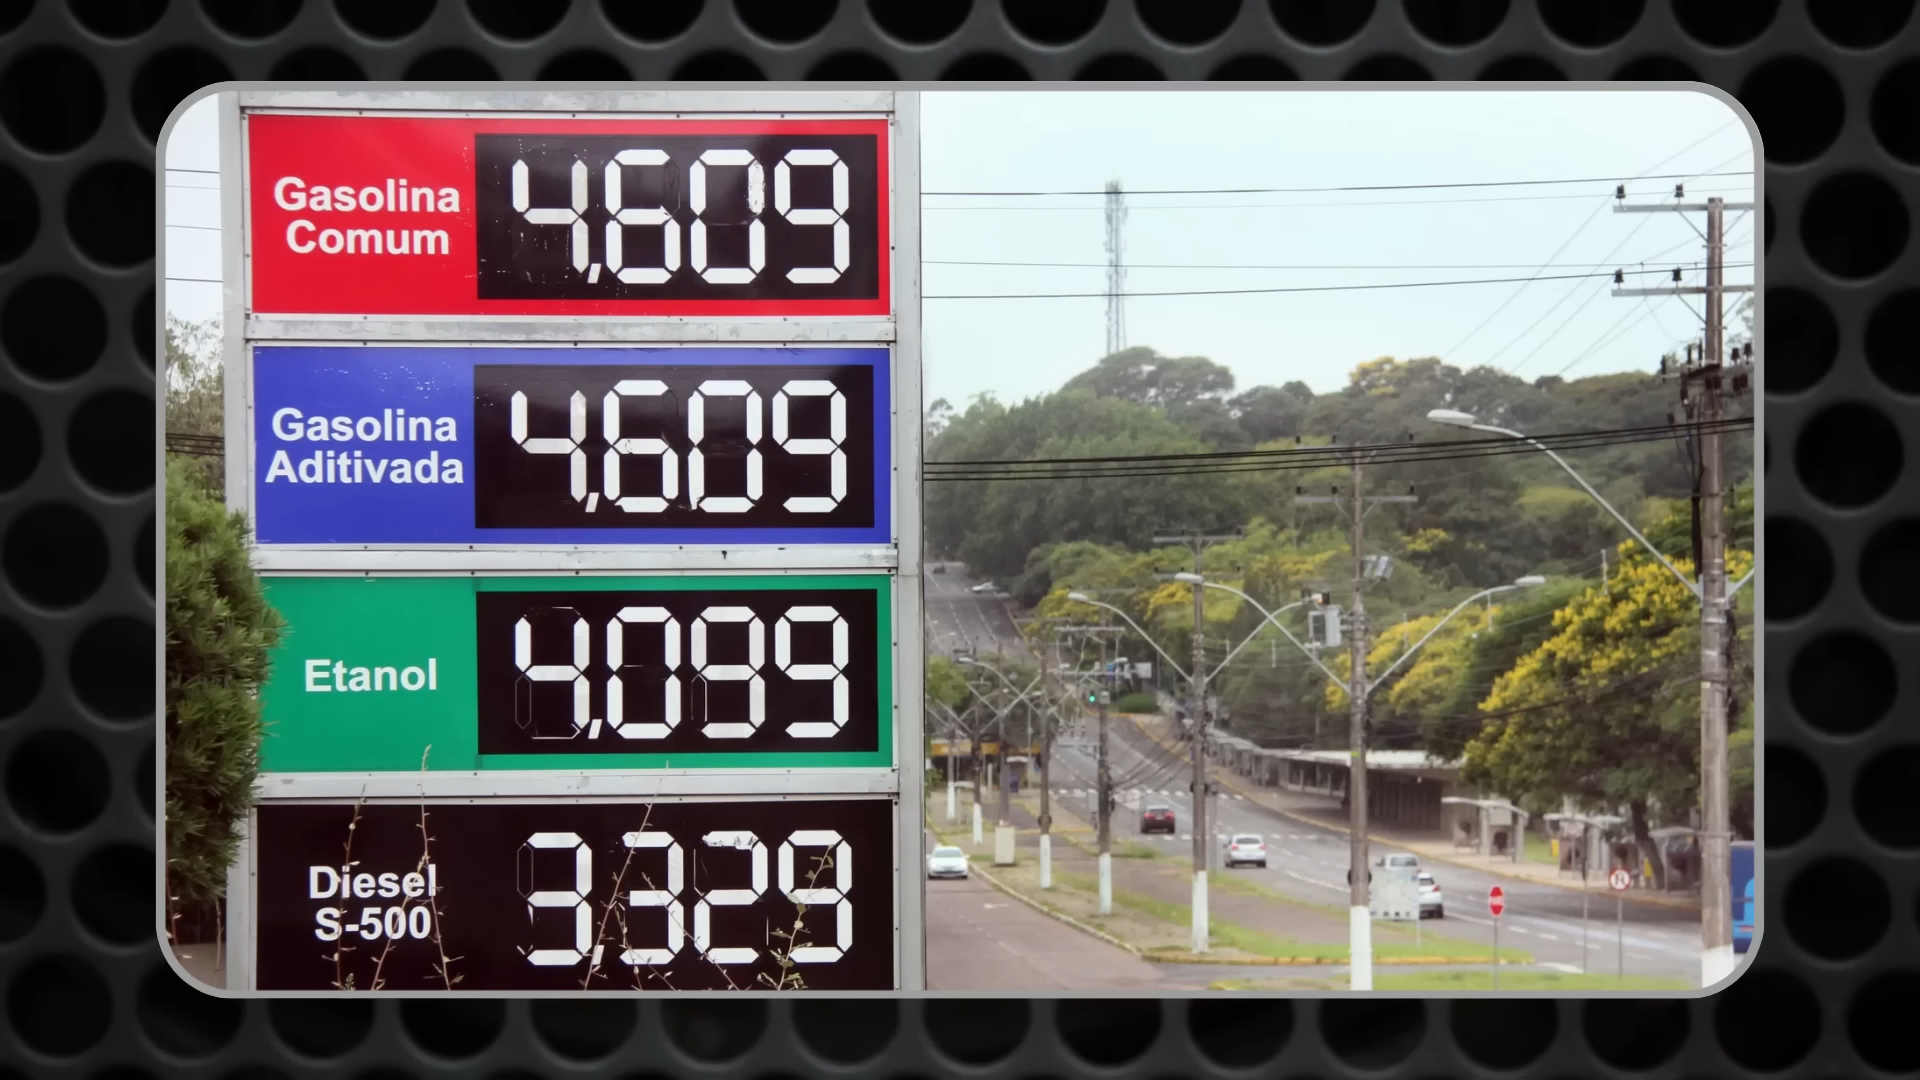 Gasolina
Comum
4,609
Gasolina
Aditivada
4,609
Etanol
4,099
Diesel
S-500
3,329